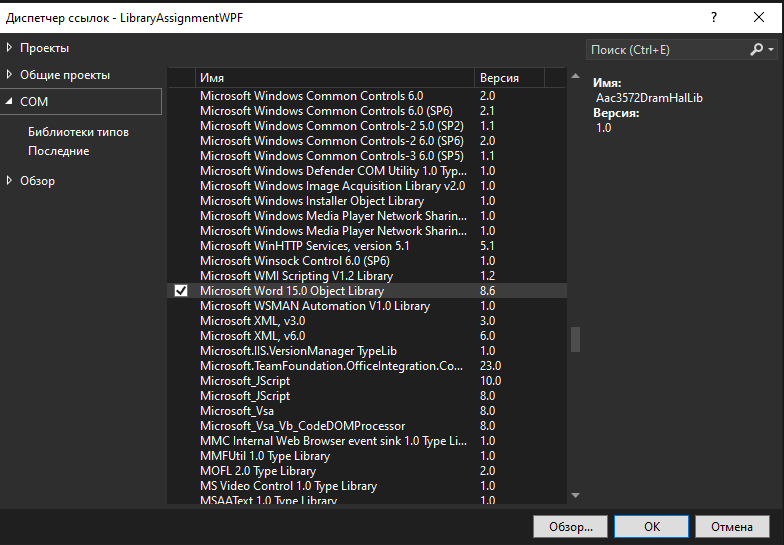 Диспетчер ссылок - LibraryAssignmentWPF
Проекты
Общие проекты
COM
Библиотеки типов
Последние
Обзор
Имя Версия
Microsoft Windows Common Controls 6.0 2.0
Microsoft Windows Common Controls 6.0 (SP6) 2.1
Microsoft Windows Common Controls-2 5.0 (SP2) 1.1
Microsoft Windows Common Controls-2 6.0 (SP6) 2.0
Microsoft Windows Common Controls-3 6.0 (SP5) 1.1
Microsoft Windows Defender COM Utility 1.0 Typ... 1.0
Microsoft Windows Image Acquisition Library v2.0 1.0
Microsoft Windows Installer Object Library 1.0
Microsoft Windows Media Player Network Sharin... 1.0
Microsoft Windows Media Player Network Sharin... 1.0
Microsoft WinHTTP Services, version 5.1 5.1
Microsoft Winsock Control 6.0 (SP6) 1.0
Microsoft WMI Scripting V1.2 Library 1.2
Microsoft Word 15.0 Object Library 8.6
Microsoft WSMAN Automation V1.0 Library 1.0
Microsoft XML, v3.0 3.0
Microsoft XML, v6.0 6.0
Microsoft.IIS.VersionManager TypeLib 1.0
Microsoft.TeamFoundation.OfficeIntegration.Co... 23.0
Microsoft_JScript 10.0
Microsoft_JScript 8.0
Microsoft_Vsa 8.0
Microsoft_Vsa_Vb_CodeDOMProcessor 8.0
MMC Internal Web Browser event sink 1.0 Type Li... 1.0
MMFUtil 1.0 Type Library 1.0
MOFL 2.0 Type Library 2.0
MS Video Control 1.0 Type Library 1.0
MSAAText 1.0 Type Library 1.0
Поиск (Ctrl+E)
Имя:
Aac3572DramHalLib
Версия:
1.0
Обзор... ОК Отмена